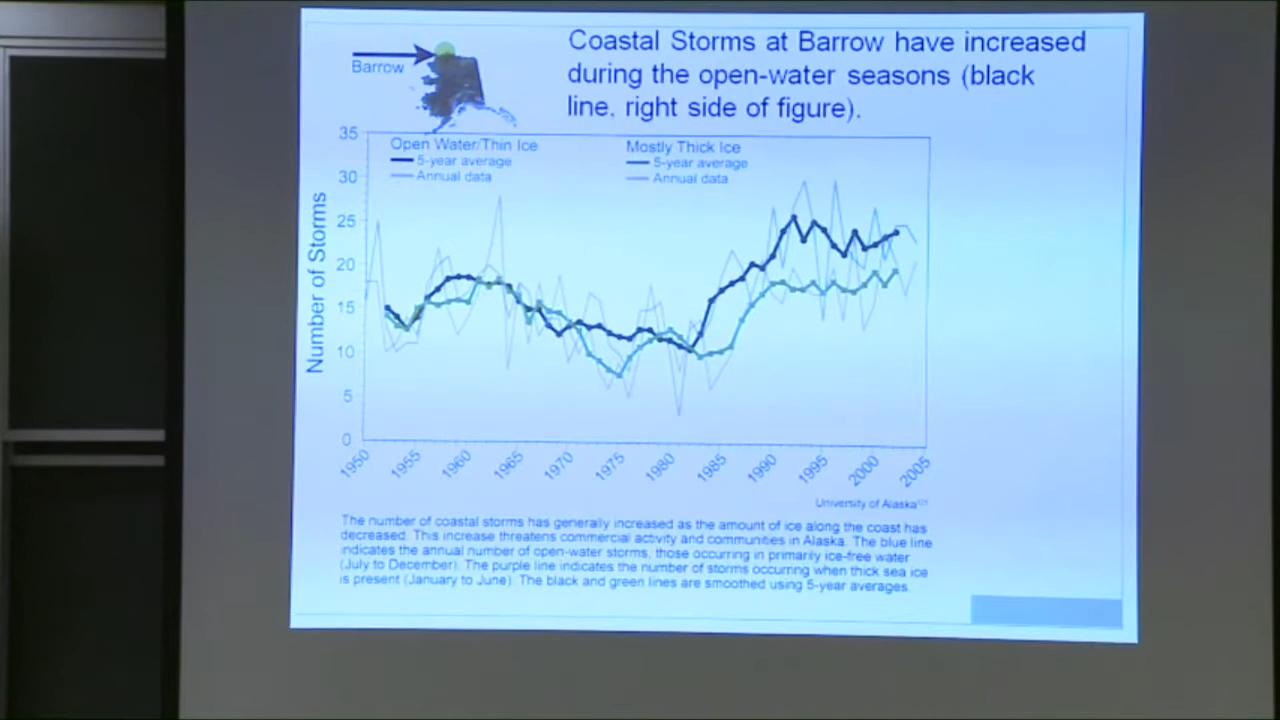 Coastal Storms at Barrow have increased
during the open-water seasons (black
line, right side of figure).
Barrow
Open Water/Thin Ice
5-year average
Annual data
Mostly Thick Ice
5-year average
Annual data
Number of Storms
35
30
25
20
15
10
5
0
1950 1955 1960 1965 1970 1975 1980 1985 1990 1995 2000 2005
University of Alaska
The number of coastal storms has generally increased as the amount of ice along the coast has
decreased. This increase threatens commercial activity and communities in Alaska. The blue line
indicates the annual number of open-water storms, those occurring in primarily ice-free water
(July to December). The purple line indicates the number of storms occurring when thick sea ice
is present (January to June). The black and green lines are smoothed using 5-year averages.